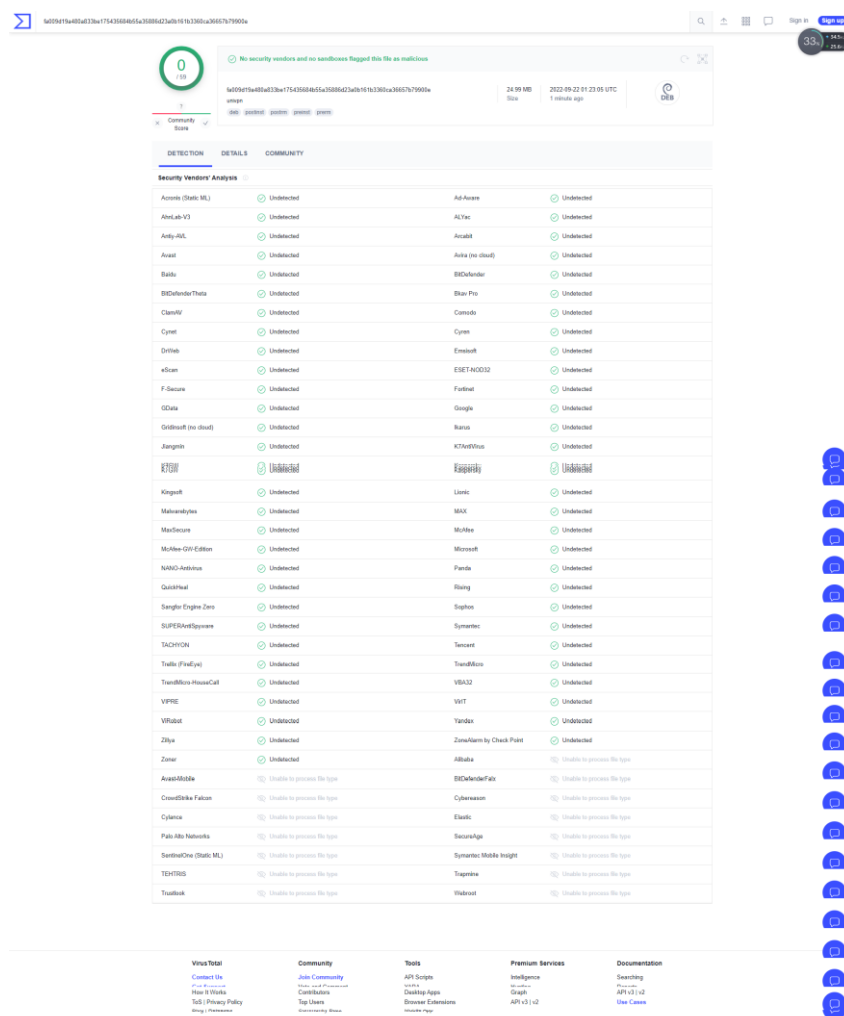 Sign in Sign up
33%
0
/ 59
?
Community
Score
No security vendors and no sandboxes flagged this file as malicious
24.99 MB
Size
2022-09-22 01:23:05 UTC
1 minute ago
DEB
deb postinst postrm preinst prerm
DETECTION DETAILS COMMUNITY
Security Vendors' Analysis
Acronis (Static ML) Undetected Ad-Aware Undetected
AhnLab-V3 Undetected ALYac Undetected
Antiy-AVL Undetected Arcabit Undetected
Avast Undetected Avira (no cloud) Undetected
Baidu Undetected BitDefender Undetected
BitDefenderTheta Undetected Bkav Pro Undetected
ClamAV Undetected Comodo Undetected
Cynet Undetected Cyren Undetected
DrWeb Undetected Emsisoft Undetected
eScan Undetected ESET-NOD32 Undetected
F-Secure Undetected Fortinet Undetected
GData Undetected Google Undetected
Gridinsoft (no cloud) Undetected Ikarus Undetected
Jiangmin Undetected K7AntiVirus Undetected
K7GW Undetected Kaspersky Undetected
Kingsoft Undetected Lionic Undetected
Malwarebytes Undetected MAX Undetected
MaxSecure Undetected McAfee Undetected
McAfee-GW-Edition Undetected Microsoft Undetected
NANO-Antivirus Undetected Panda Undetected
QuickHeal Undetected Rising Undetected
Sangfor Engine Zero Undetected Sophos Undetected
SUPERAntiSpyware Undetected Symantec Undetected
TACHYON Undetected Tencent Undetected
Trellix (FireEye) Undetected TrendMicro Undetected
TrendMicro-HouseCall Undetected VBA32 Undetected
VIPRE Undetected VirIT Undetected
ViRobot Undetected Yandex Undetected
Zillya Undetected ZoneAlarm by Check Point Undetected
Zoner Undetected Alibaba Unable to process file type
Avast-Mobile Unable to process file type BitDefenderFalx Unable to process file type
CrowdStrike Falcon Unable to process file type Cybereason Unable to process file type
Cylance Unable to process file type Elastic Unable to process file type
Palo Alto Networks Unable to process file type SecureAge Unable to process file type
SentinelOne (Static ML) Unable to process file type Symantec Mobile Insight Unable to process file type
TEHTRIS Unable to process file type Trapmine Unable to process file type
Trustlook Unable to process file type Webroot Unable to process file type
VirusTotal Community Tools Premium Services Documentation
Contact Us Join Community API Scripts Intelligence Searching
How It Works Contributors Desktop Apps Graph API v3 | v2
ToS | Privacy Policy Top Users Browser Extensions API v3 | v2 Use Cases